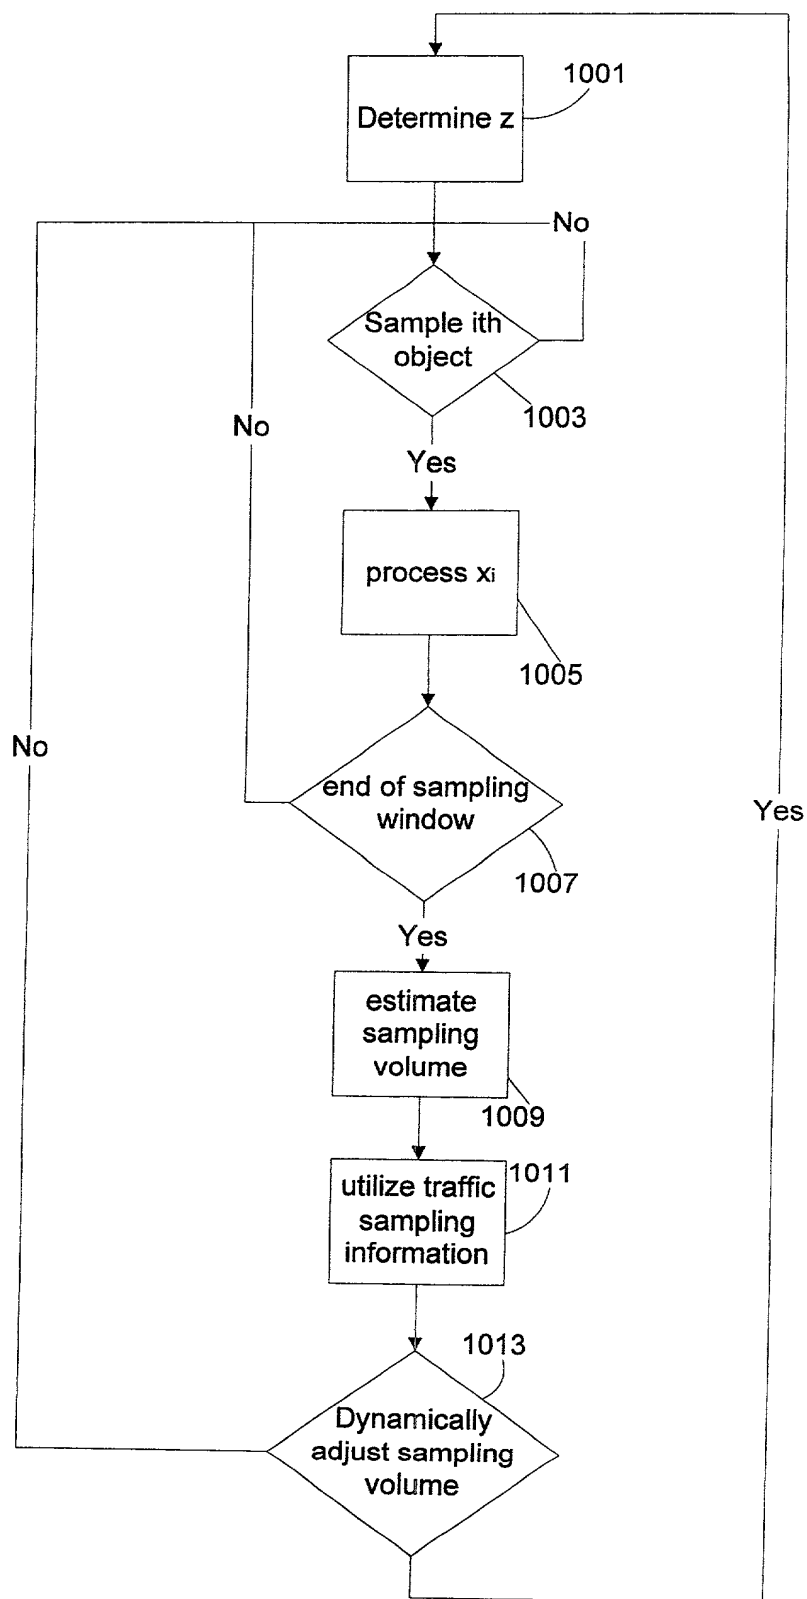 1001
Determine z
No
Sample ith
object
1003
No
Yes
process xi
1005
No
end of sampling
window
Yes
1007
Yes
estimate
sampling
volume
1009
1011
utilize traffic
sampling
information
1013
Dynamically
adjust sampling
volume